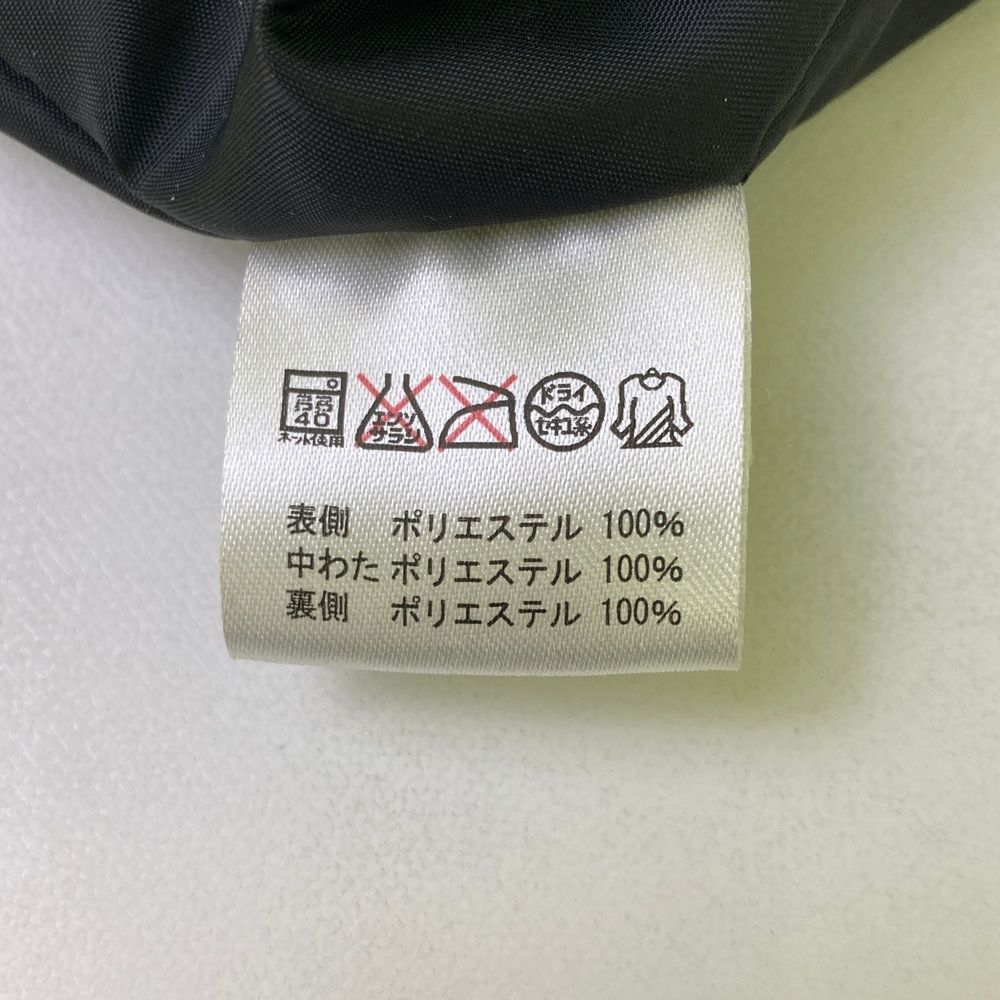 弱 40
ネット使用
エンソ
サラシ
ドライ
セキユ系
表側 ポリエステル 100%
中わた ポリエステル 100%
裏側 ポリエステル 100%